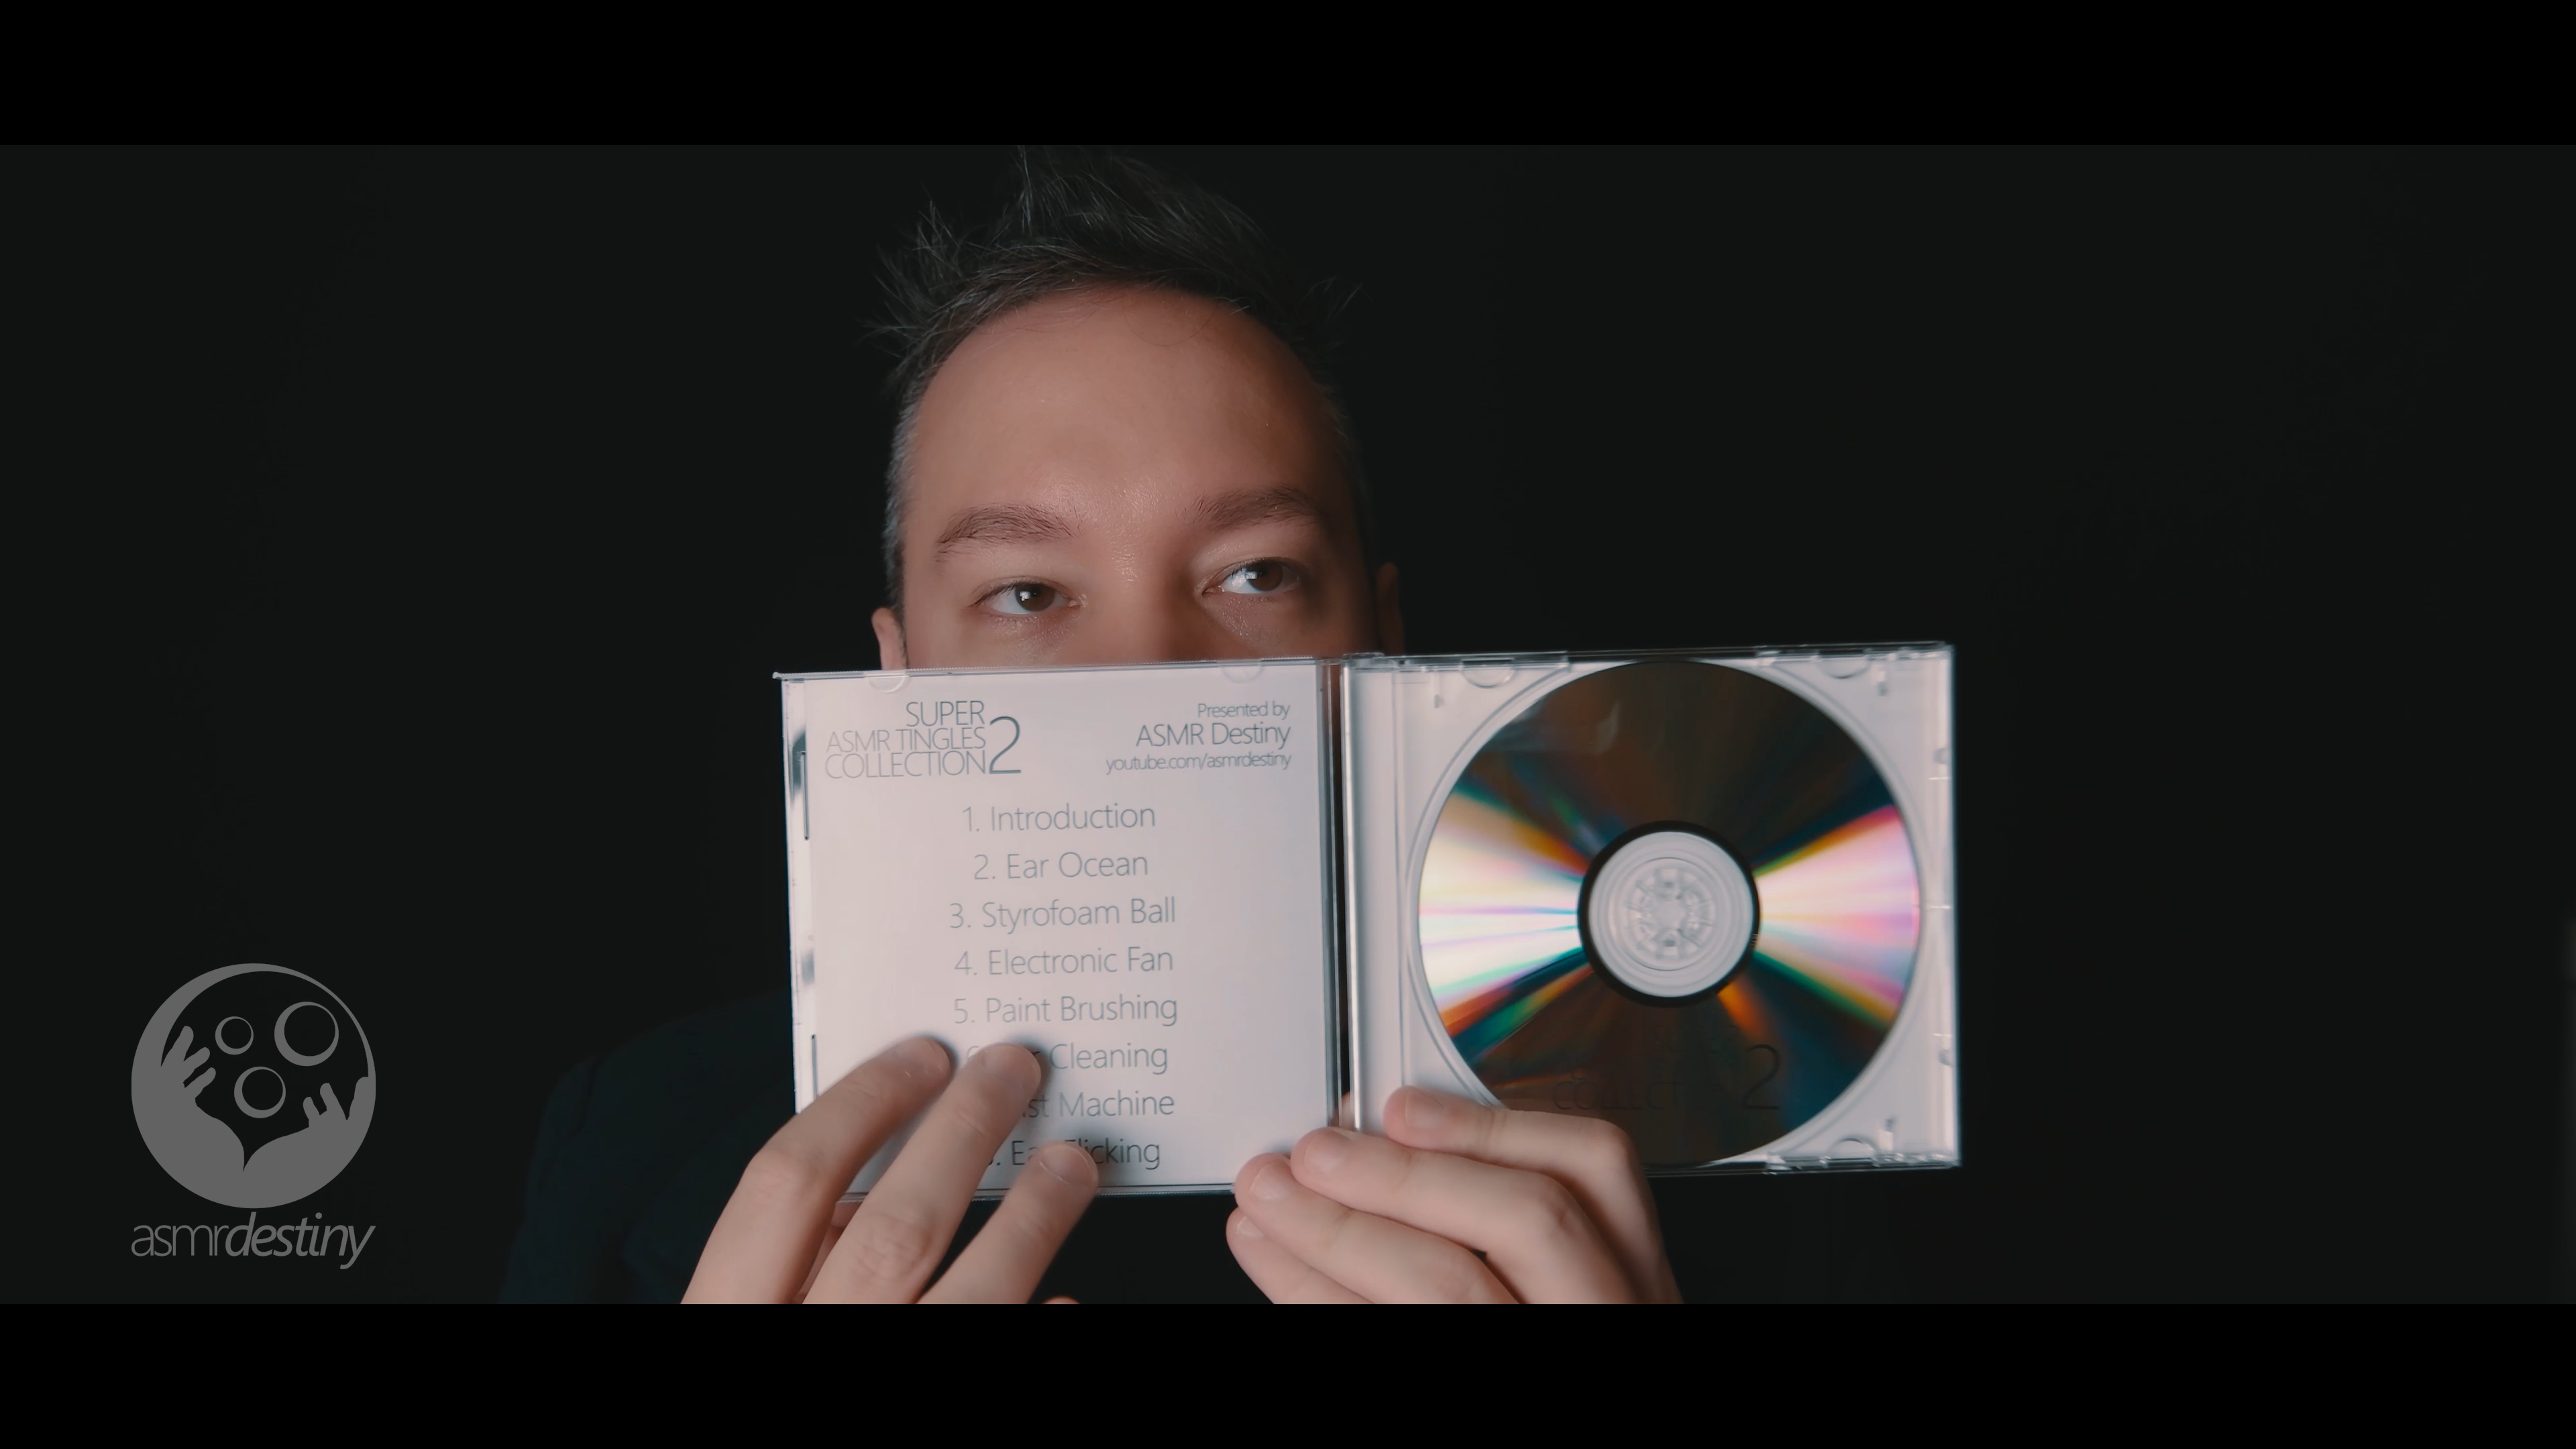 SUPER
ASMR TINGLES
COLLECTION 2
Presented by
ASMR Destiny
youtube.com/asmrdestiny
1. Introduction
2. Ear Ocean
3. Styrofoam Ball
4. Electronic Fan
5. Paint Brushing
Cleaning
Machine
2
asmrdestiny